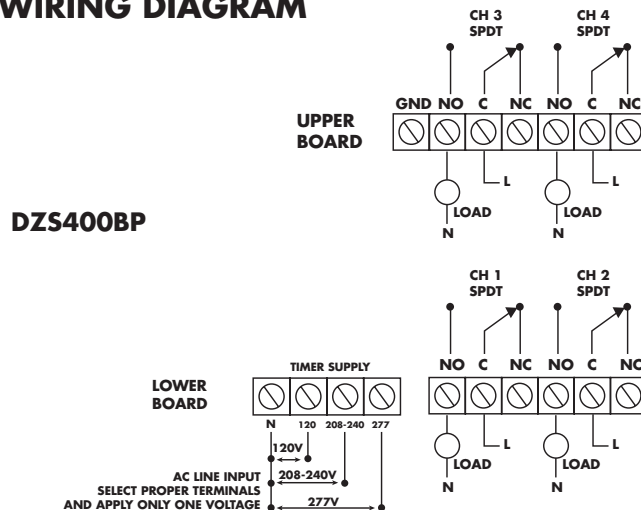 WIRING DIAGRAM
CH 3 CH 4
SPDT SPDT
GND NO C NC NO C NC
UPPER
BOARD
L L
LOAD LOAD
N N
DZS400BP
CH 1 CH 2
SPDT SPDT
TIMER SUPPLY
NO C NC NO C NC
LOWER
BOARD
N 120 208-240 277
120V
L L
LOAD LOAD
N N
AC LINE INPUT 208-240V
SELECT PROPER TERMINALS
AND APPLY ONLY ONE VOLTAGE 277V